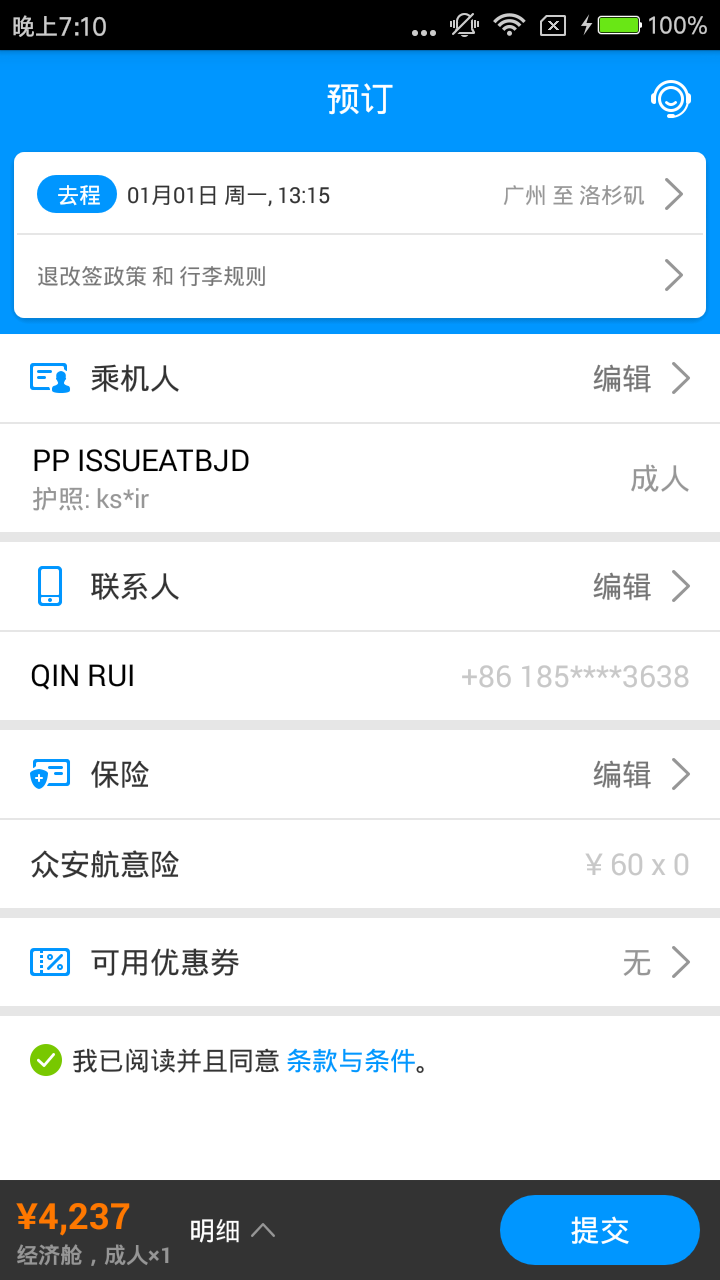 晚上7:10
100%
预订
去程 01月01日 周一, 13:15 广州 至 洛杉矶
退改签政策 和 行李规则
乘机人 编辑
PP ISSUEATBJD
成人
护照: ks*ir
联系人 编辑
QIN RUI +86 185****3638
保险 编辑
众安航意险 ¥ 60 x 0
可用优惠券 无
我已阅读并且同意 条款与条件。
¥4,237
经济舱，成人×1
明细
提交